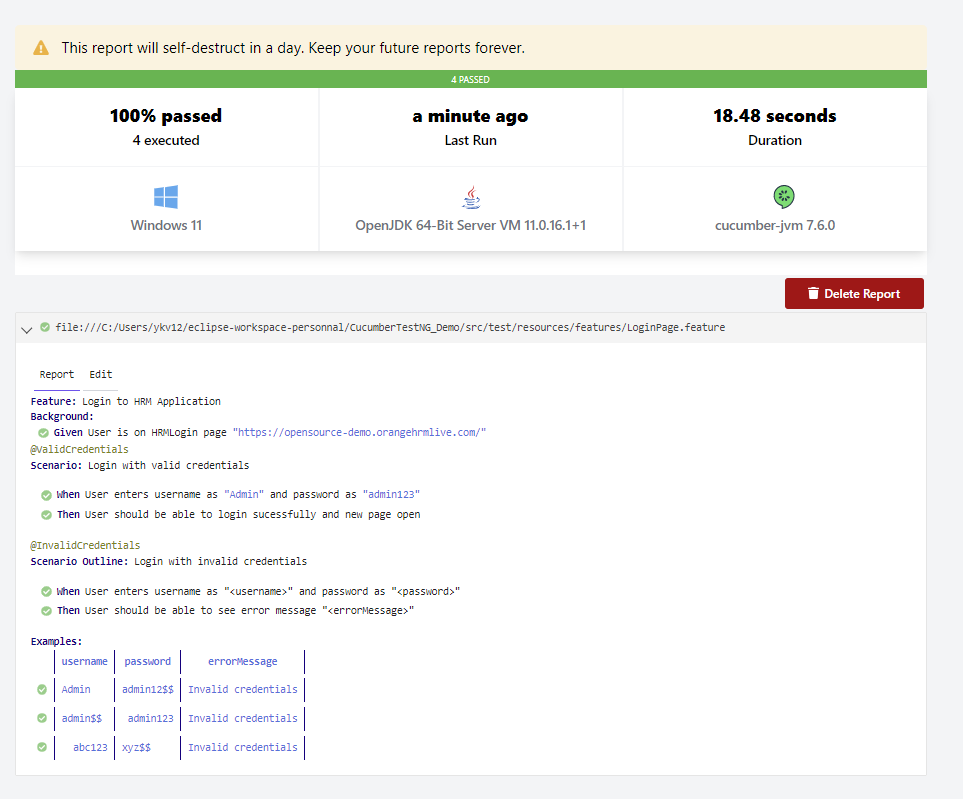 This report will self-destruct in a day. Keep your future reports forever.
4 PASSED
100% passed
4 executed
a minute ago
Last Run
18.48 seconds
Duration
Windows 11
OpenJDK 64-Bit Server VM 11.0.16.1+1
cucumber-jvm 7.6.0
Delete Report
file:///C:/Users/ykv12/eclipse-workspace-personnal/CucumberTestNG_Demo/src/test/resources/features/LoginPage.feature
Report Edit
Feature: Login to HRM Application
Background:
Given User is on HRMLogin page "https://opensource-demo.orangehrmlive.com/"
@ValidCredentials
Scenario: Login with valid credentials
When User enters username as "Admin" and password as "admin123"
Then User should be able to login sucessfully and new page open
@InvalidCredentials
Scenario Outline: Login with invalid credentials
When User enters username as "<username>" and password as "<password>"
Then User should be able to see error message "<errorMessage>"
Examples:
username password errorMessage
Admin admin12$$ Invalid credentials
admin$$ admin123 Invalid credentials
abc123 xyz$$ Invalid credentials